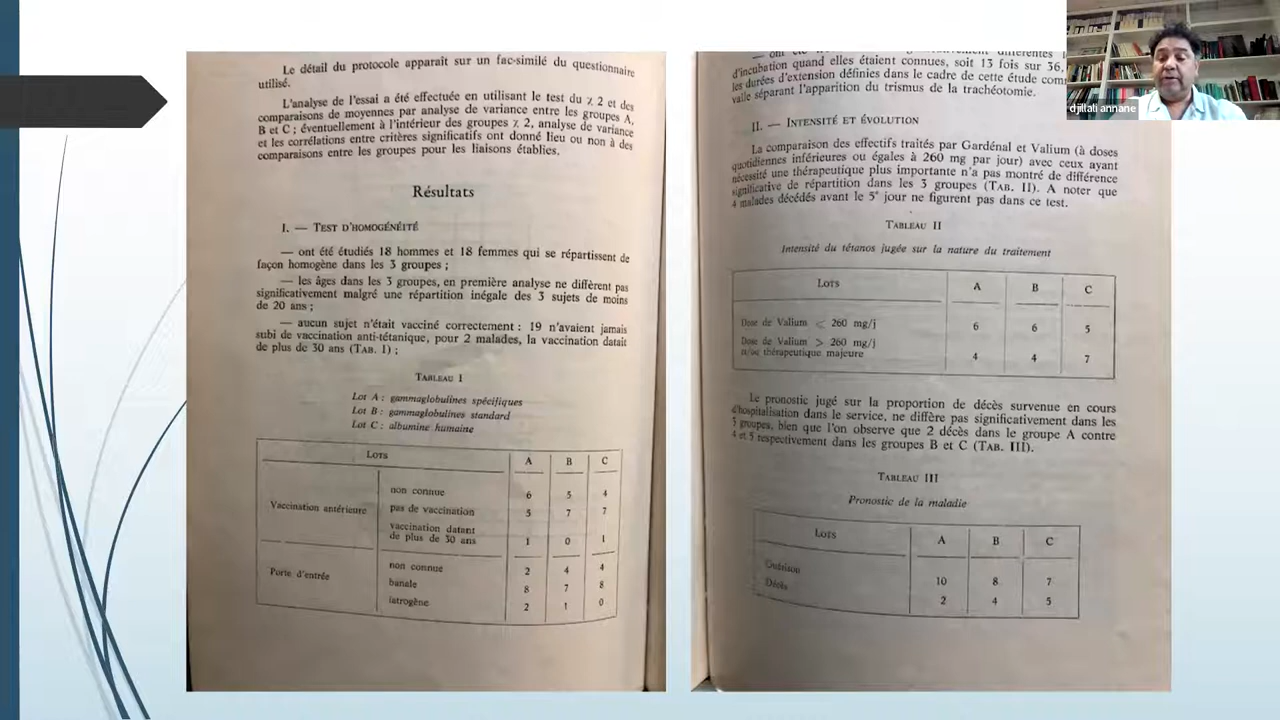 Le détail du protocole apparaît sur un fac-similé du questionnaire
utilisé.
L'analyse de l'essai a été effectuée en utilisant le test du χ 2 et des
comparaisons de moyennes par analyse de variance entre les groupes A,
B et C ; éventuellement à l'intérieur des groupes χ 2, analyse de variance
et les corrélations entre critères significatifs ont donné lieu ou non à des
comparaisons entre les groupes pour les liaisons établies.
Résultats
I. — TEST D'HOMOGÉNÉITÉ
— ont été étudiés 18 hommes et 18 femmes qui se répartissent de
façon homogène dans les 3 groupes ;
— les âges dans les 3 groupes, en première analyse ne diffèrent pas
significativement malgré une répartition inégale des 3 sujets de moins
de 20 ans ;
— aucun sujet n'était vacciné correctement : 19 n'avaient jamais
subi de vaccination anti-tétanique, pour 2 malades, la vaccination datait
de plus de 30 ans (TAB. I) ;
TABLEAU I
Lot A : gammaglobulines spécifiques
Lot B : gammaglobulines standard
Lot C : albumine humaine
LOTS A B C
Vaccination antérieure
non connue 6 5 4
pas de vaccination 5 7 7
vaccination datant
de plus de 30 ans 1 0 1
Porte d'entrée
non connue 2 4 4
banale 8 7 8
iatrogène 2 1 0
— ont été différentes
d'incubation quand elles étaient connues, soit 13 fois sur 36,
les durées d'extension définies dans le cadre de cette étude
valle séparant l'apparition du trismus de la trachéotomie.
II. — INTENSITÉ ET ÉVOLUTION
La comparaison des effectifs traités par Gardénal et Valium (à doses
quotidiennes inférieures ou égales à 260 mg par jour) avec ceux ayant
nécessité une thérapeutique plus importante n'a pas montré de différence
significative de répartition dans les 3 groupes (TAB. II). A noter que
4 malades décédés avant le 5e jour ne figurent pas dans ce test.
TABLEAU II
Intensité du tétanos jugée sur la nature du traitement
LOTS A B C
Dose de Valium < 260 mg/j 6 6 5
Dose de Valium > 260 mg/j
et/ou thérapeutique majeure 4 4 7
Le pronostic jugé sur la proportion de décès survenue en cours
d'hospitalisation dans le service, ne diffère pas significativement dans les
3 groupes, bien que l'on observe que 2 décès dans le groupe A contre
4 et 5 respectivement dans les groupes B et C (TAB. III).
TABLEAU III
Pronostic de la maladie
LOTS A B C
Guérison 10 8 7
Décès 2 4 5
djillali annane